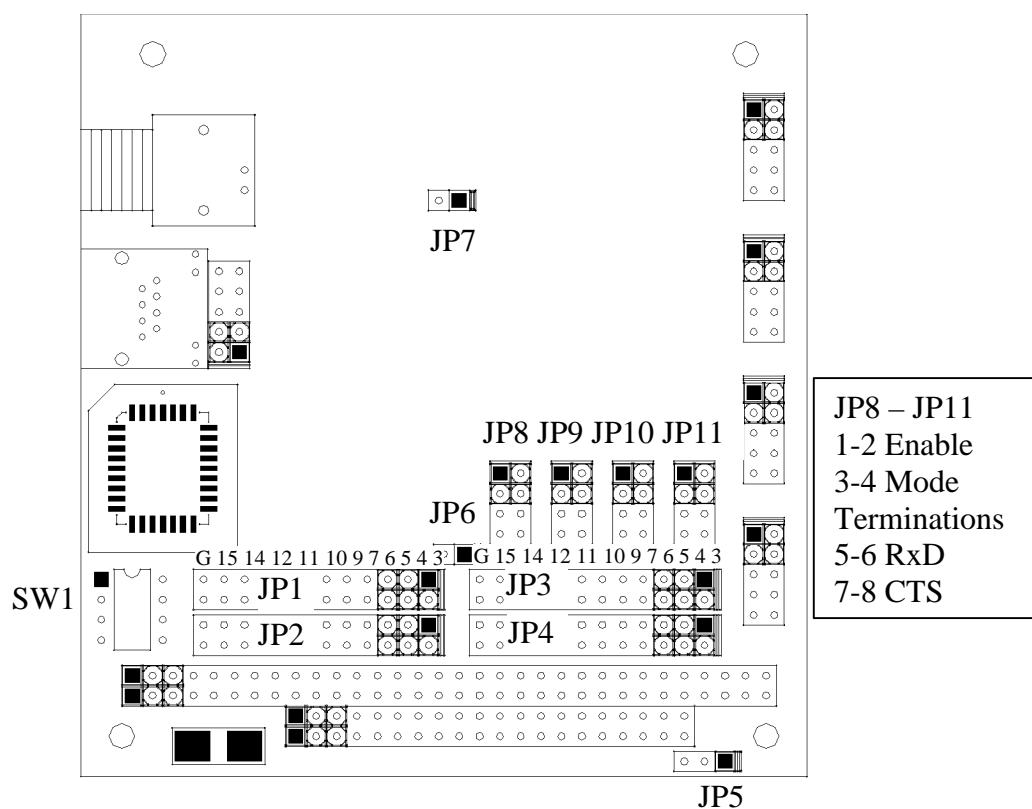 JP7
JP8 – JP11
1-2 Enable
3-4 Mode
Terminations
5-6 RxD
7-8 CTS
JP8 JP9 JP10 JP11
JP6
G 15 14 12 11 10 9 7 6 5 4 3
G 15 14 12 11 10 9 7 6 5 4 3
SW1
JP1
JP3
JP2
JP4
JP5